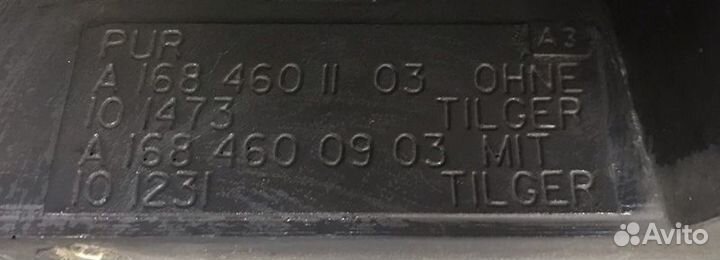 PUR A3
A 168 460 11 03 OHNE
10 1473 TILGER
A 168 460 09 03 MIT
10 1231 TILGER
Avito